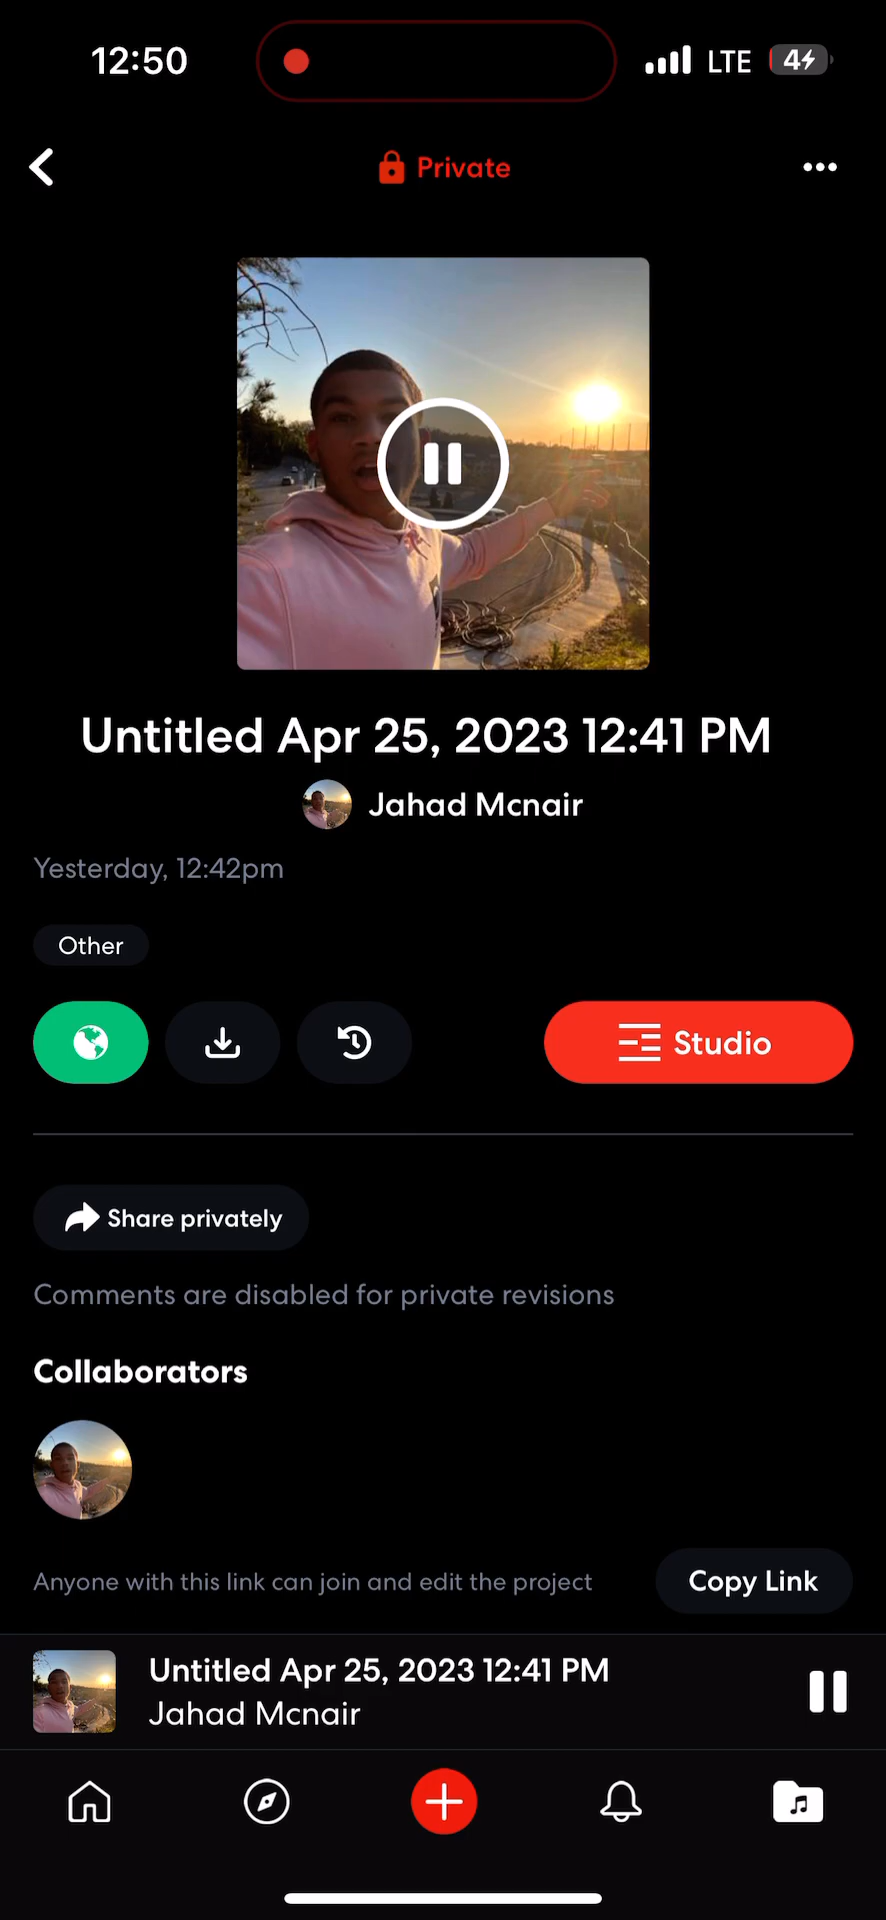 12:50
LTE
4
Private
Untitled Apr 25, 2023 12:41 PM
Jahad Mcnair
Yesterday, 12:42pm
Other
Studio
Share privately
Comments are disabled for private revisions
Collaborators
Anyone with this link can join and edit the project
Copy Link
Untitled Apr 25, 2023 12:41 PM
Jahad Mcnair